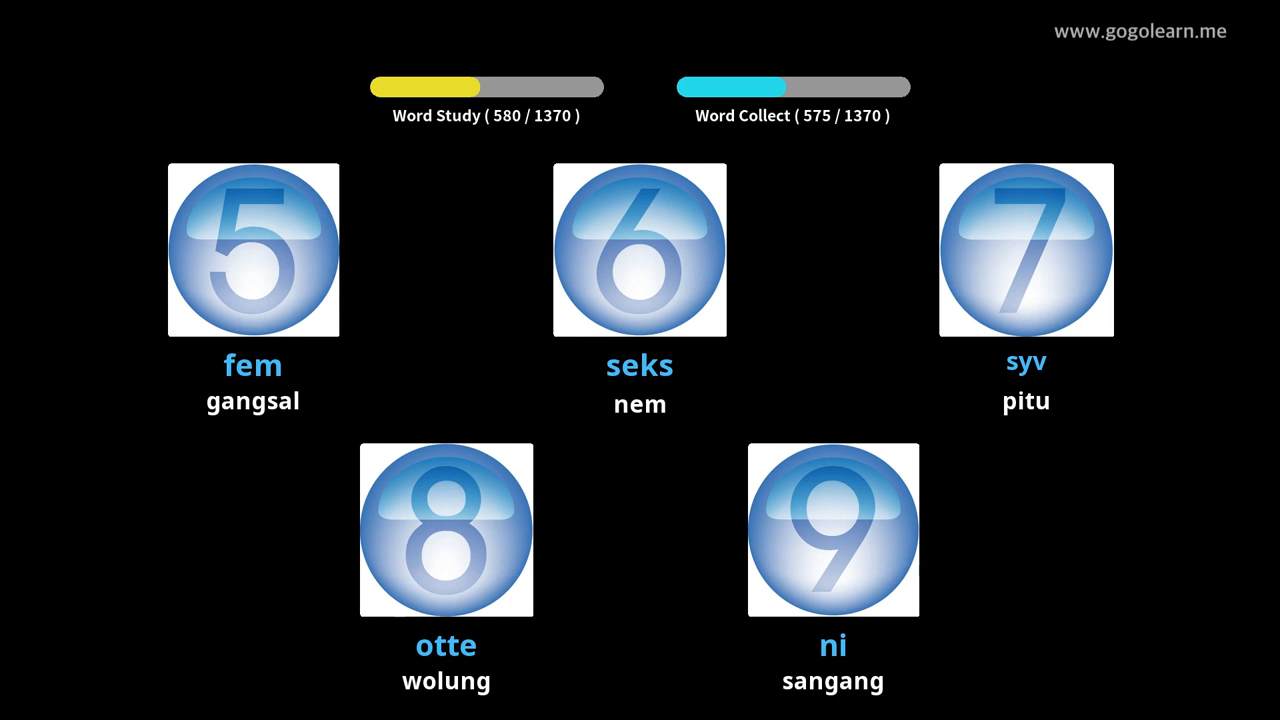 www.gogolearn.me
Word Study ( 580 / 1370 )
Word Collect ( 575 / 1370 )
5
6
7
fem
seks
syv
gangsal
nem
pitu
8
9
otte
ni
wolung
sangang